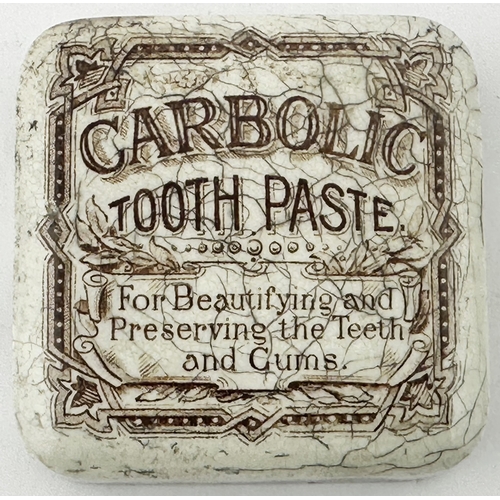 CARBOLIC
TOOTH PASTE.
For Beautifying and
Preserving the Teeth
and Gums.